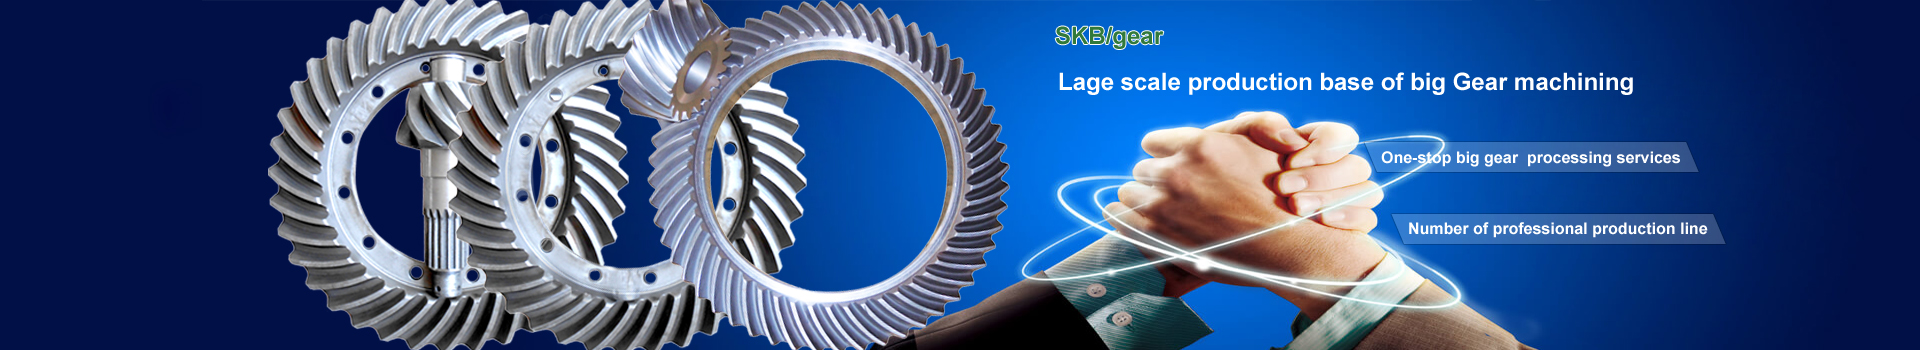 SKB/gear
Lage scale production base of big Gear machining
One-stop big gear  processing services
Number of professional production line